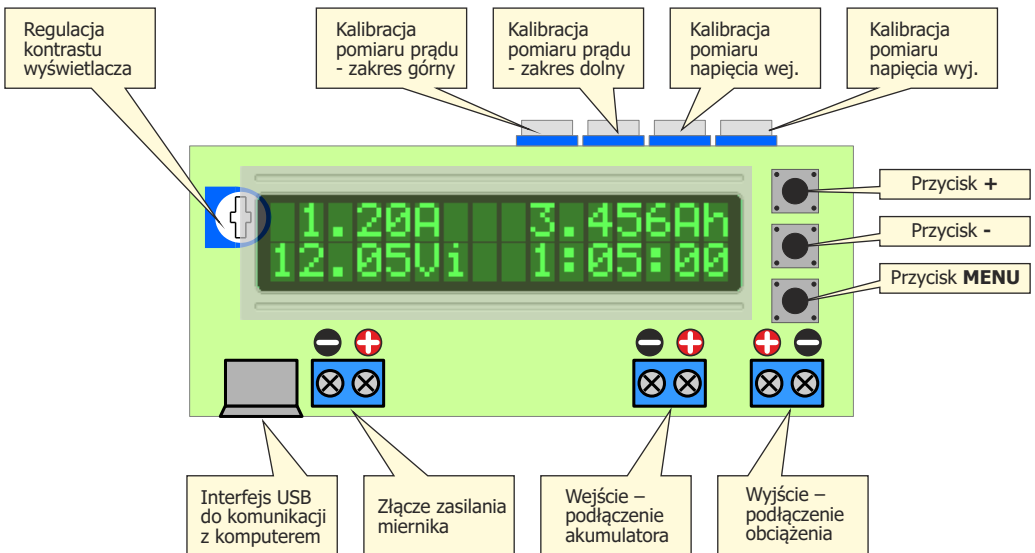 Regulacja
kontrastu
wyświetlacza
Kalibracja
pomiaru prądu
- zakres górny
Kalibracja
pomiaru prądu
- zakres dolny
Kalibracja
pomiaru
napięcia wej.
Kalibracja
pomiaru
napięcia wyj.
1.20A 3.456Ah
12.05Vi 1:05:00
Przycisk +
Przycisk -
Przycisk MENU
Interfejs USB
do komunikacji
z komputerem
Złącze zasilania
miernika
Wejście –
podłączenie
akumulatora
Wyjście –
podłączenie
obciążenia